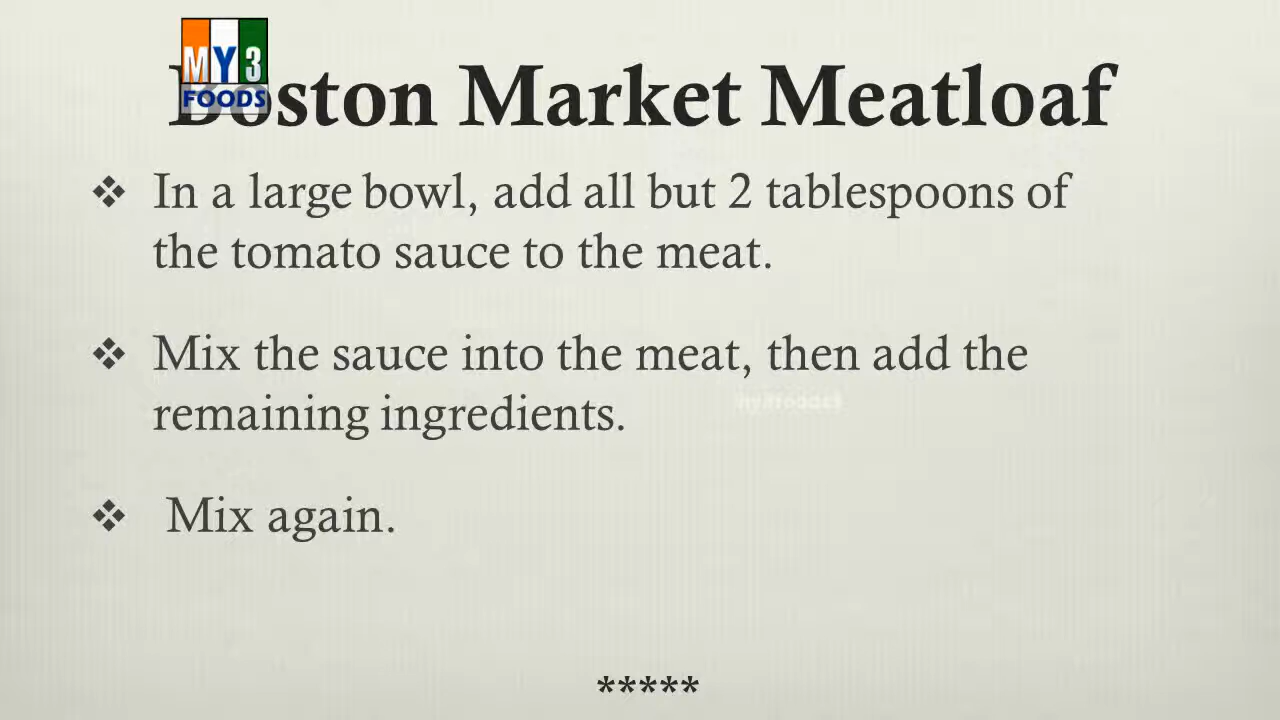 MY3
FOODS
Boston Market Meatloaf
❖ In a large bowl, add all but 2 tablespoons of
the tomato sauce to the meat.
❖ Mix the sauce into the meat, then add the
remaining ingredients.
❖ Mix again.
*****